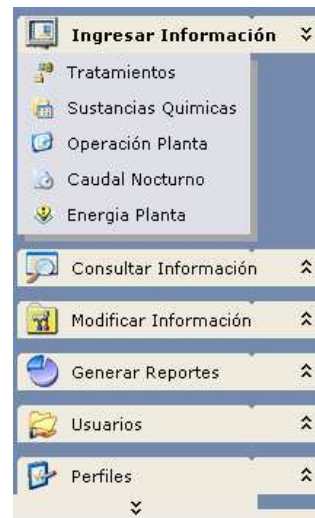 Ingresar Información
Tratamientos
Sustancias Quimicas
Operación Planta
Caudal Nocturno
Energia Planta
Consultar Información
Modificar Información
Generar Reportes
Usuarios
Perfiles